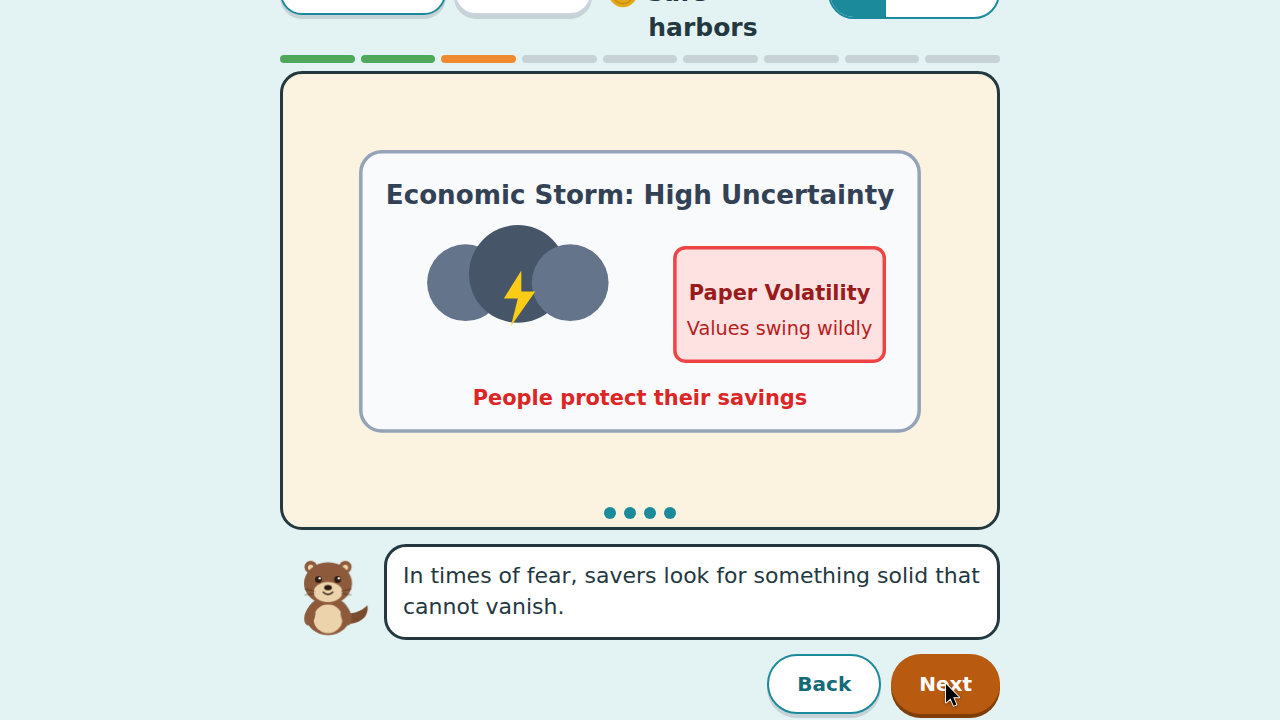 harbors
Economic Storm: High Uncertainty
Paper Volatility
Values swing wildly
People protect their savings
In times of fear, savers look for something solid that
cannot vanish.
Back
Next